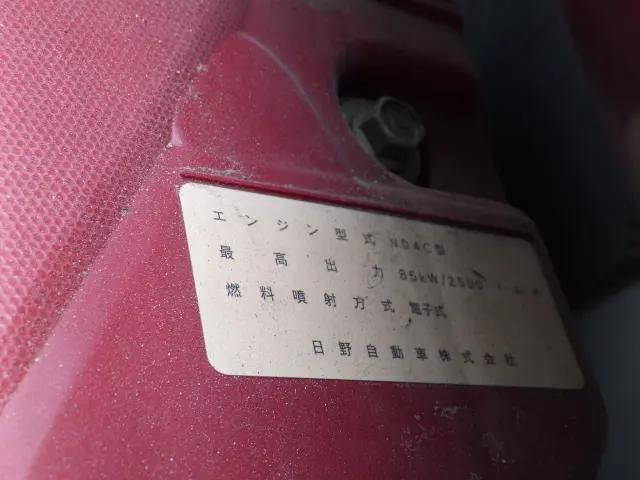 エンジン型式 ND4C型
最高出力 85kW/2500
燃料噴射方式 電子式
日野自動車株式会社